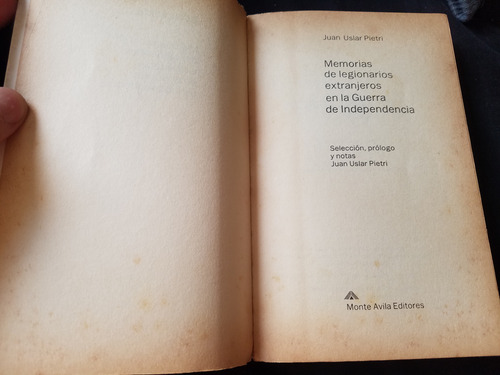 Juan Uslar Pietri
Memorias
de legionarios
extranjeros
en la Guerra
de Independencia
Selección, prólogo
y notas
Juan Uslar Pietri
Monte Avila Editores